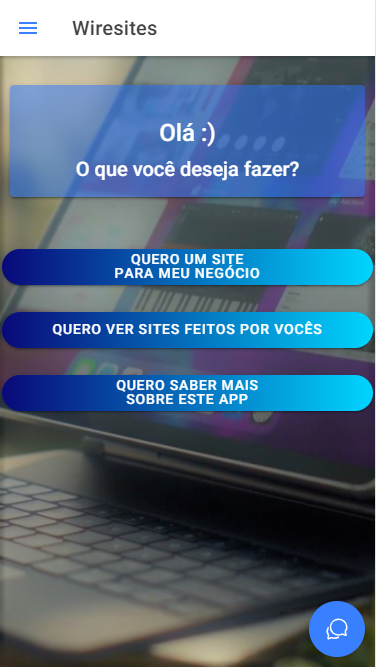 Wiresites
Olá :)
O que você deseja fazer?
QUERO UM SITE
PARA MEU NEGÓCIO
QUERO VER SITES FEITOS POR VOCÊS
QUERO SABER MAIS
SOBRE ESTE APP